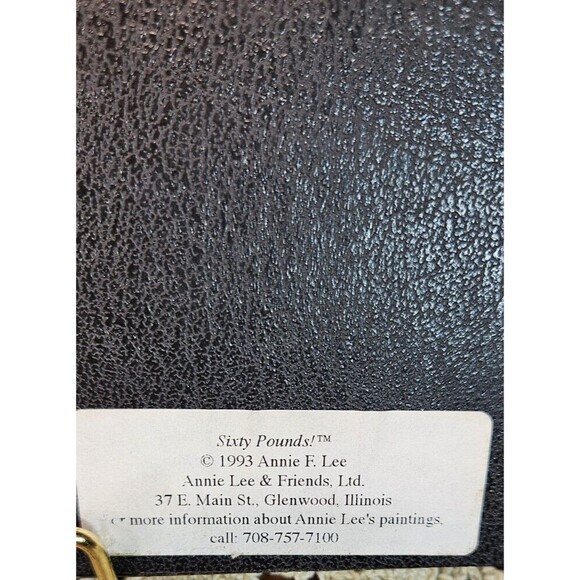 Sixty Pounds!™
© 1993 Annie F. Lee
Annie Lee & Friends, Ltd.
37 E. Main St., Glenwood, Illinois
or more information about Annie Lee's paintings,
call: 708-757-7100